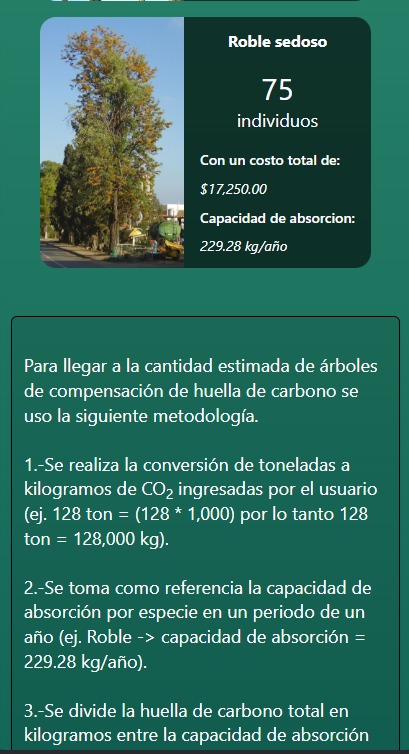 Roble sedoso
75
individuos
Con un costo total de:
$17,250.00
Capacidad de absorcion:
229.28 kg/año
Para llegar a la cantidad estimada de árboles
de compensación de huella de carbono se
uso la siguiente metodología.
1.-Se realiza la conversión de toneladas a
kilogramos de CO₂ ingresadas por el usuario
(ej. 128 ton = (128 * 1,000) por lo tanto 128
ton = 128,000 kg).
2.-Se toma como referencia la capacidad de
absorción por especie en un periodo de un
año (ej. Roble -> capacidad de absorción =
229.28 kg/año).
3.-Se divide la huella de carbono total en
kilogramos entre la capacidad de absorción